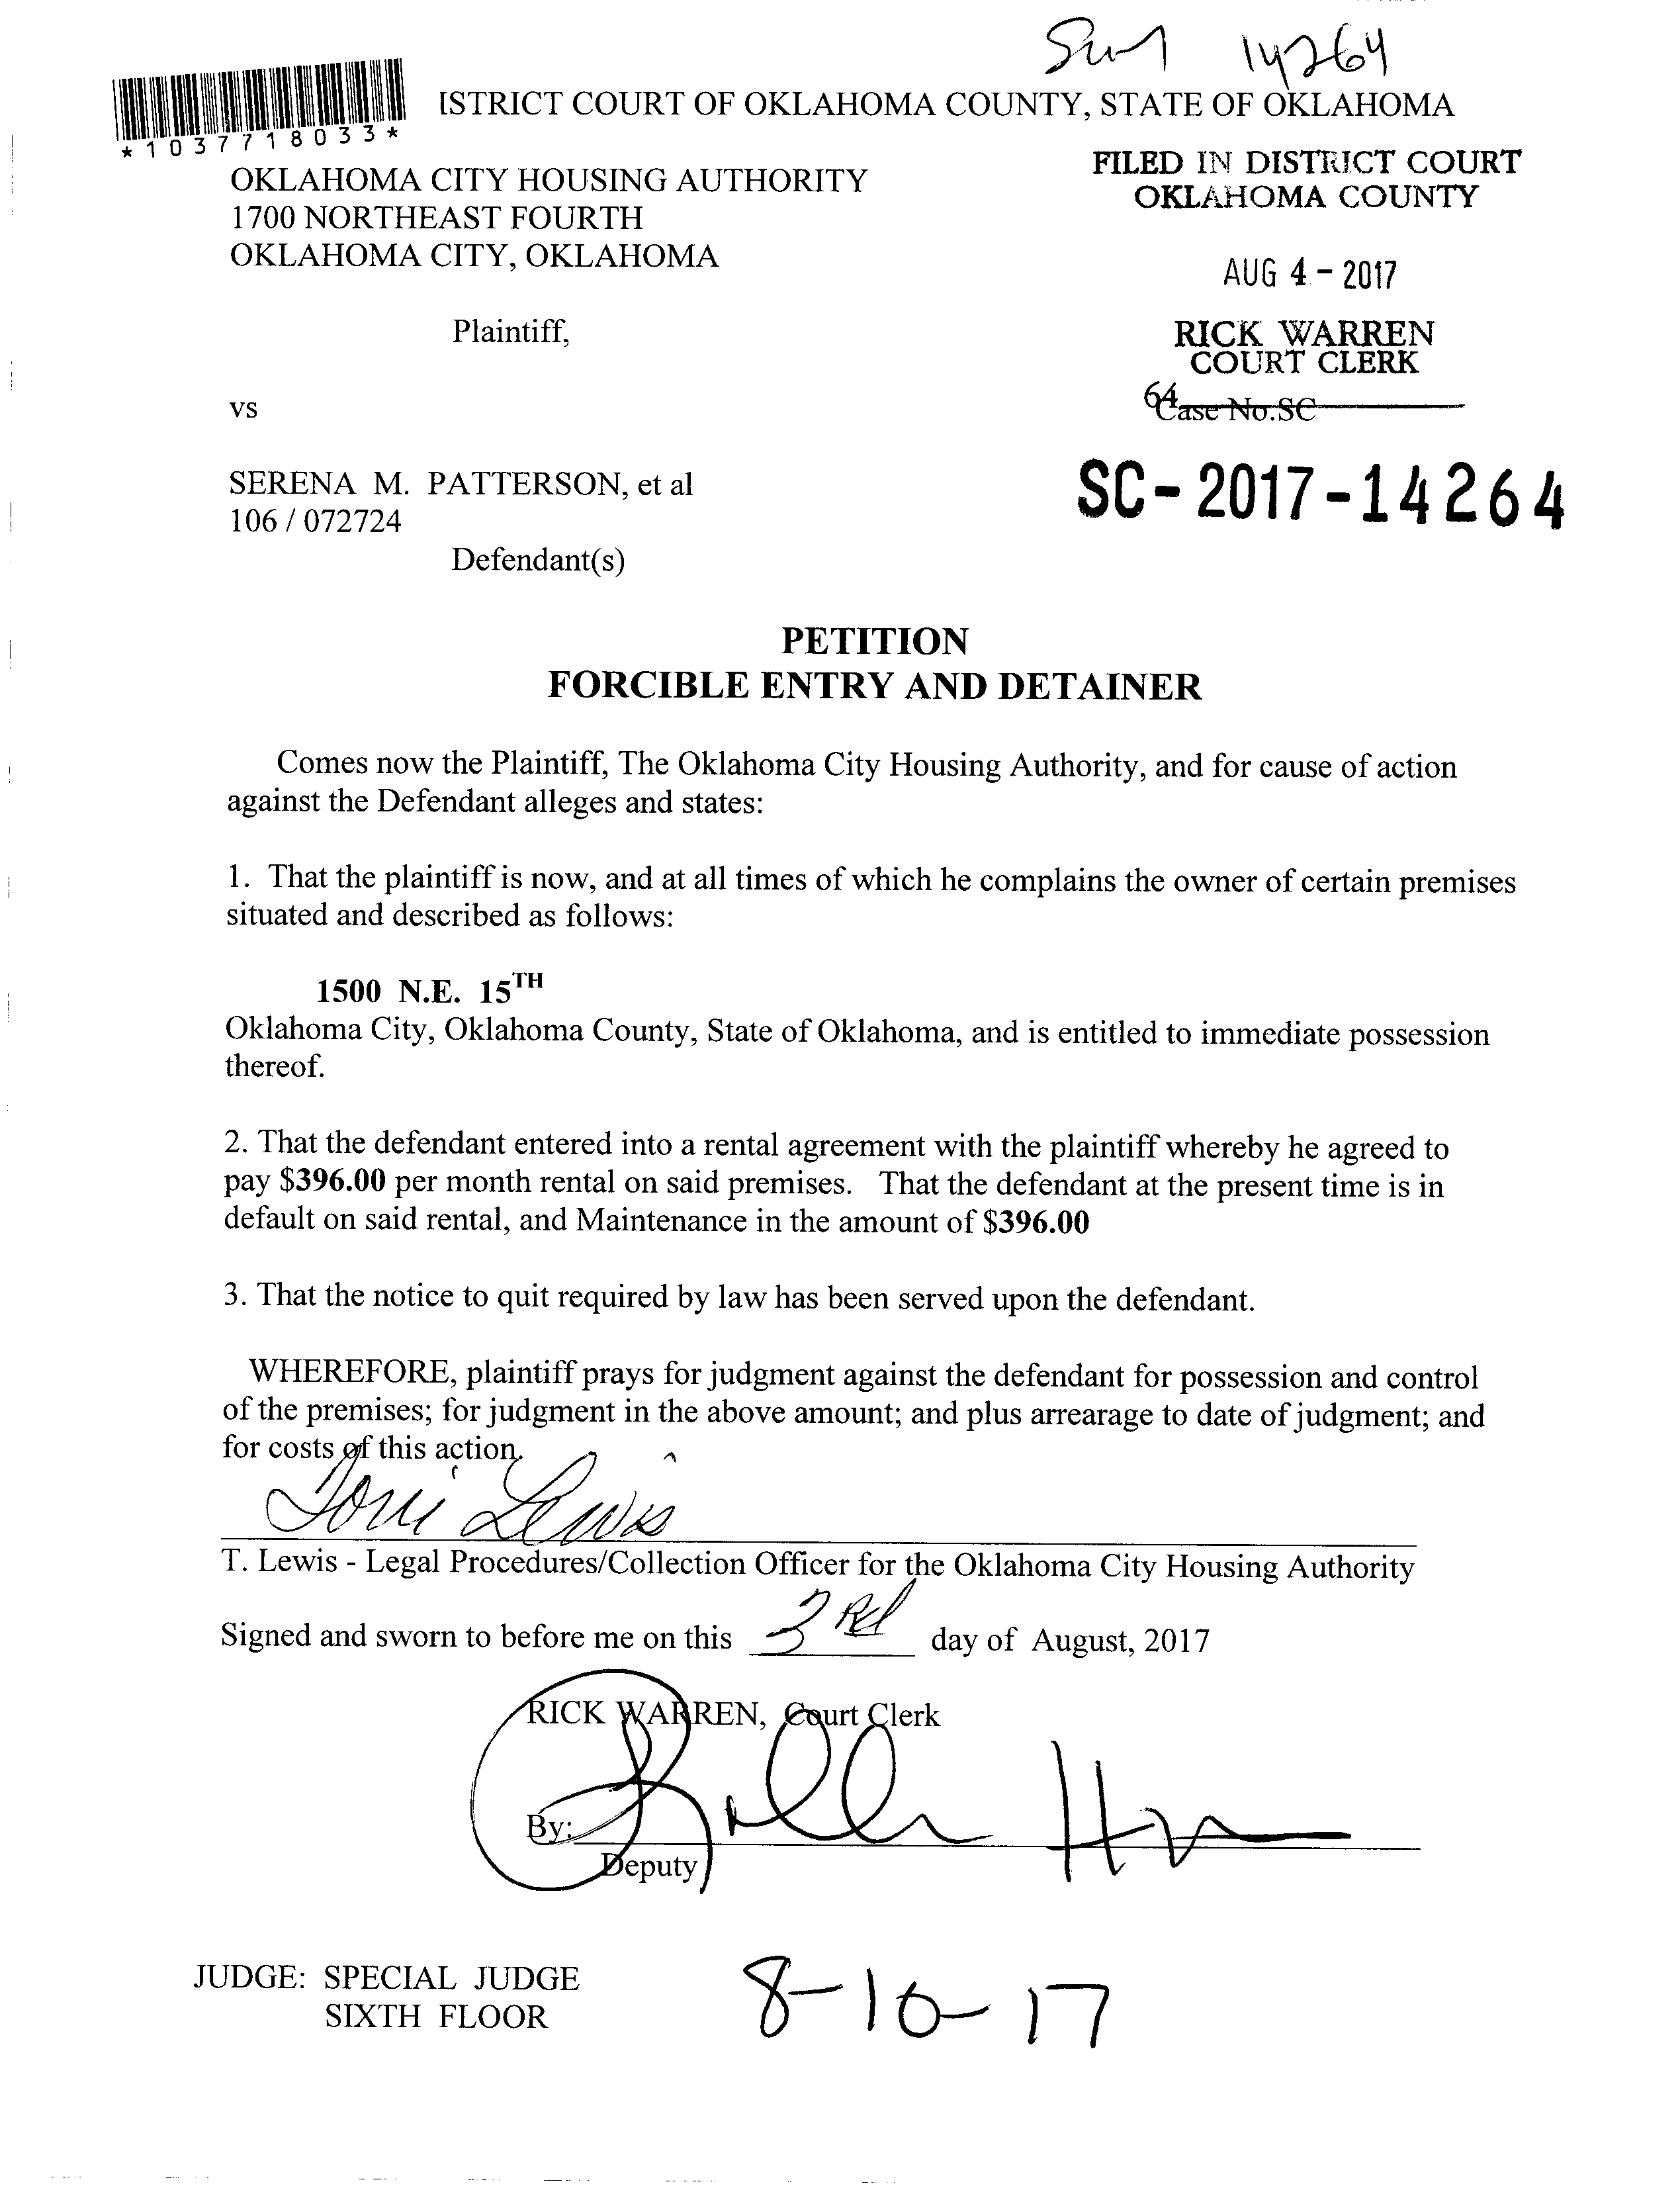 14264
*1037718033*
ISTRICT COURT OF OKLAHOMA COUNTY, STATE OF OKLAHOMA
OKLAHOMA CITY HOUSING AUTHORITY
1700 NORTHEAST FOURTH
OKLAHOMA CITY, OKLAHOMA
FILED IN DISTRICT COURT
OKLAHOMA COUNTY
AUG 4 - 2017
Plaintiff,
RICK WARREN
COURT CLERK
64
Case No.SC
vs
SERENA M. PATTERSON, et al
106 / 072724
SC-2017-14264
Defendant(s)
PETITION
FORCIBLE ENTRY AND DETAINER
Comes now the Plaintiff, The Oklahoma City Housing Authority, and for cause of action
against the Defendant alleges and states:
1. That the plaintiff is now, and at all times of which he complains the owner of certain premises
situated and described as follows:
1500 N.E. 15TH
Oklahoma City, Oklahoma County, State of Oklahoma, and is entitled to immediate possession
thereof.
2. That the defendant entered into a rental agreement with the plaintiff whereby he agreed to
pay $396.00 per month rental on said premises. That the defendant at the present time is in
default on said rental, and Maintenance in the amount of $396.00
3. That the notice to quit required by law has been served upon the defendant.
WHEREFORE, plaintiff prays for judgment against the defendant for possession and control
of the premises; for judgment in the above amount; and plus arrearage to date of judgment; and
for costs of this action.
Toni Lewis
T. Lewis - Legal Procedures/Collection Officer for the Oklahoma City Housing Authority
Signed and sworn to before me on this 3rd day of August, 2017
RICK WARREN, Court Clerk
By:
Deputy
JUDGE: SPECIAL JUDGE
SIXTH FLOOR
8-10-17